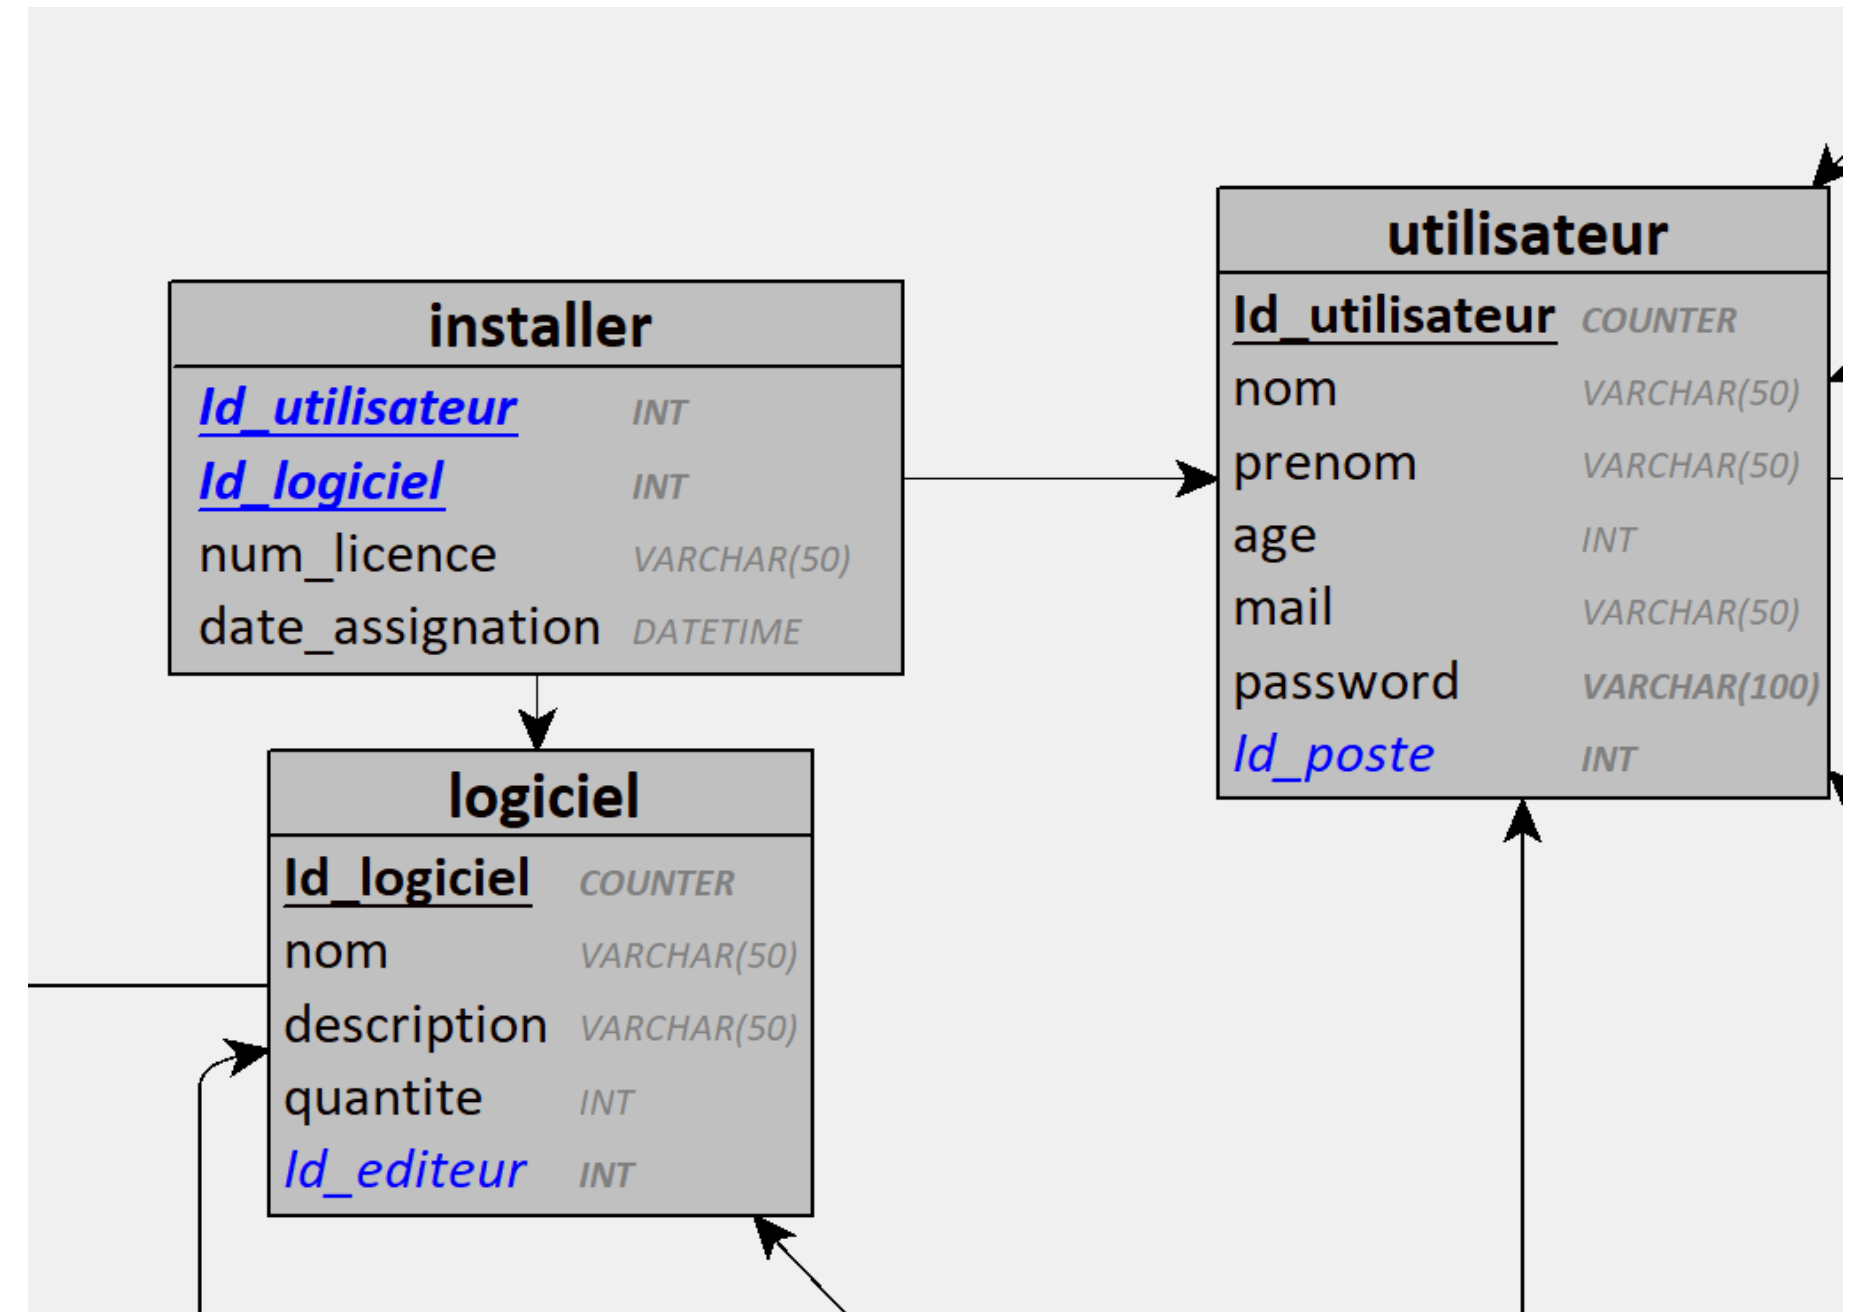 installer
Id_utilisateur INT
Id_logiciel INT
num_licence VARCHAR(50)
date_assignation DATETIME
utilisateur
Id_utilisateur COUNTER
nom VARCHAR(50)
prenom VARCHAR(50)
age INT
mail VARCHAR(50)
password VARCHAR(100)
Id_poste INT
logiciel
Id_logiciel COUNTER
nom VARCHAR(50)
description VARCHAR(50)
quantite INT
Id_editeur INT